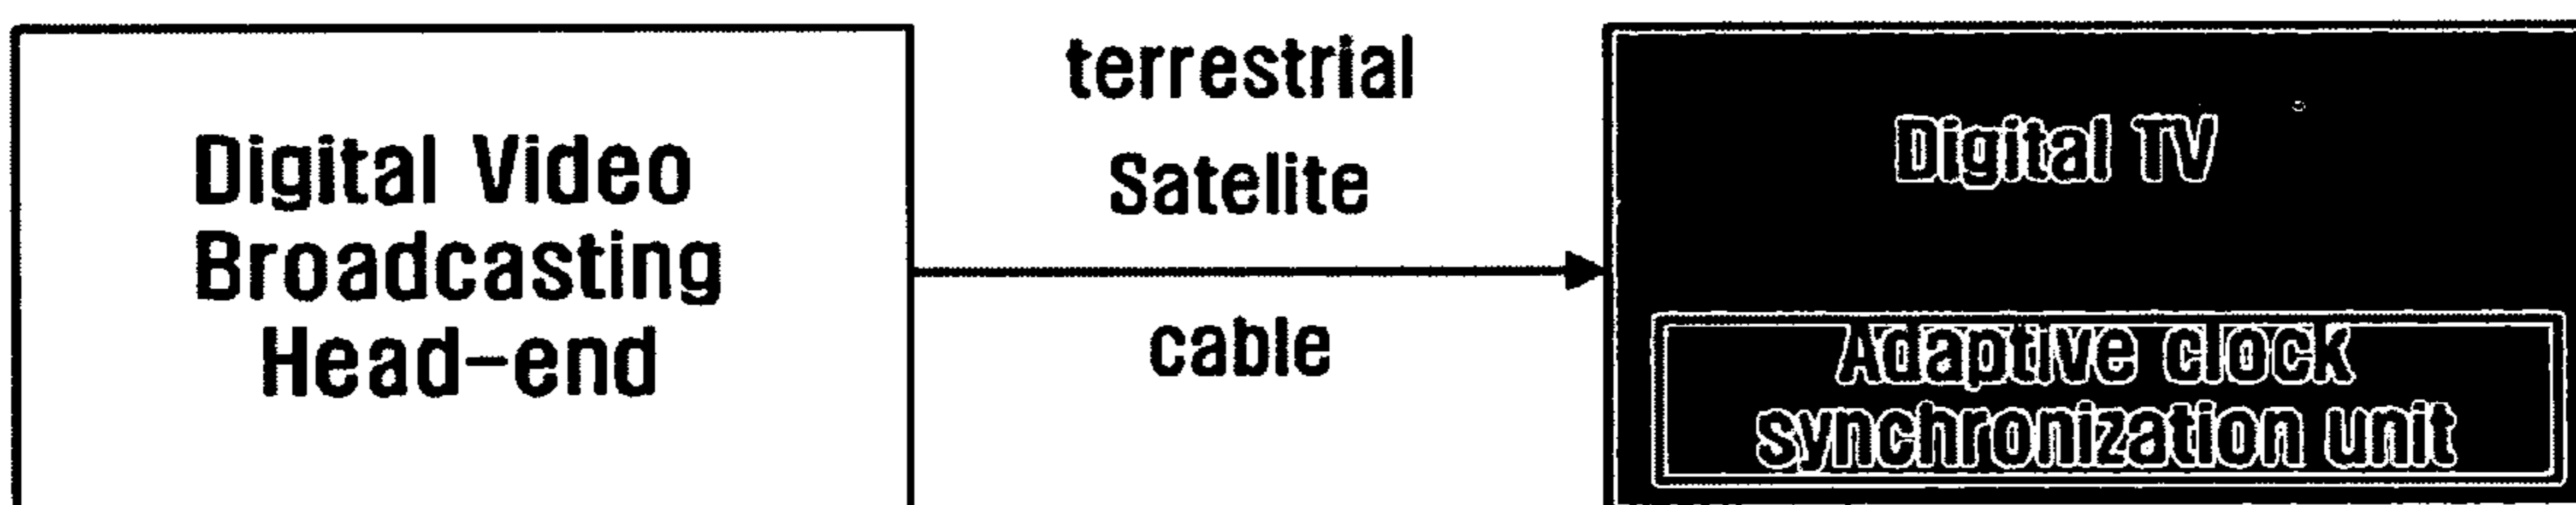 Digital Video
Broadcasting
Head-end
terrestrial
Satelite
cable
Digital TV
Adaptive clock
synchronization unit